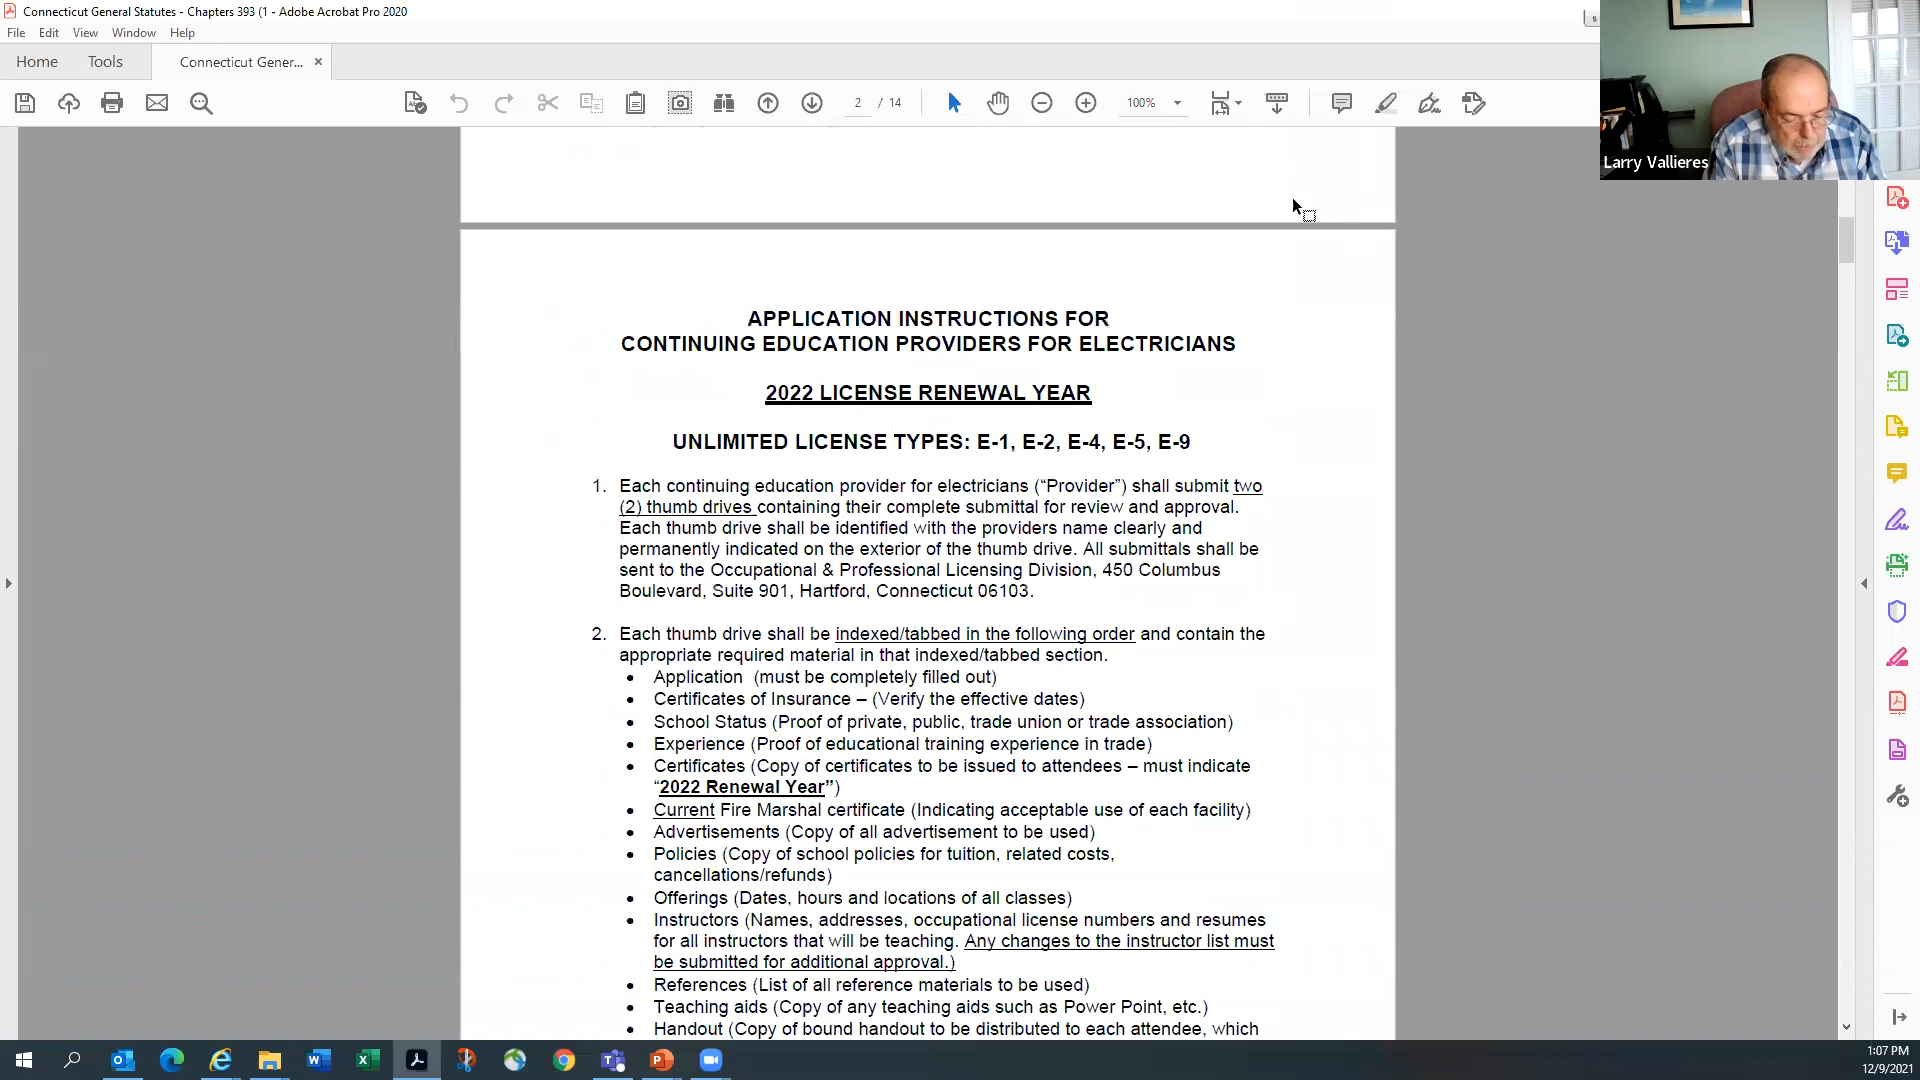 Connecticut General Statutes - Chapters 393 (1 - Adobe Acrobat Pro 2020
File Edit View Window Help
Home Tools Connecticut Gener... ×
2 / 14 100%
Larry Vallieres
APPLICATION INSTRUCTIONS FOR
CONTINUING EDUCATION PROVIDERS FOR ELECTRICIANS
2022 LICENSE RENEWAL YEAR
UNLIMITED LICENSE TYPES: E-1, E-2, E-4, E-5, E-9
1. Each continuing education provider for electricians (“Provider”) shall submit two
(2) thumb drives containing their complete submittal for review and approval.
Each thumb drive shall be identified with the providers name clearly and
permanently indicated on the exterior of the thumb drive. All submittals shall be
sent to the Occupational & Professional Licensing Division, 450 Columbus
Boulevard, Suite 901, Hartford, Connecticut 06103.
2. Each thumb drive shall be indexed/tabbed in the following order and contain the
appropriate required material in that indexed/tabbed section.
• Application (must be completely filled out)
• Certificates of Insurance – (Verify the effective dates)
• School Status (Proof of private, public, trade union or trade association)
• Experience (Proof of educational training experience in trade)
• Certificates (Copy of certificates to be issued to attendees – must indicate
“2022 Renewal Year”)
• Current Fire Marshal certificate (Indicating acceptable use of each facility)
• Advertisements (Copy of all advertisement to be used)
• Policies (Copy of school policies for tuition, related costs,
cancellations/refunds)
• Offerings (Dates, hours and locations of all classes)
• Instructors (Names, addresses, occupational license numbers and resumes
for all instructors that will be teaching. Any changes to the instructor list must
be submitted for additional approval.)
• References (List of all reference materials to be used)
• Teaching aids (Copy of any teaching aids such as Power Point, etc.)
• Handout (Copy of bound handout to be distributed to each attendee, which
1:07 PM
12/9/2021